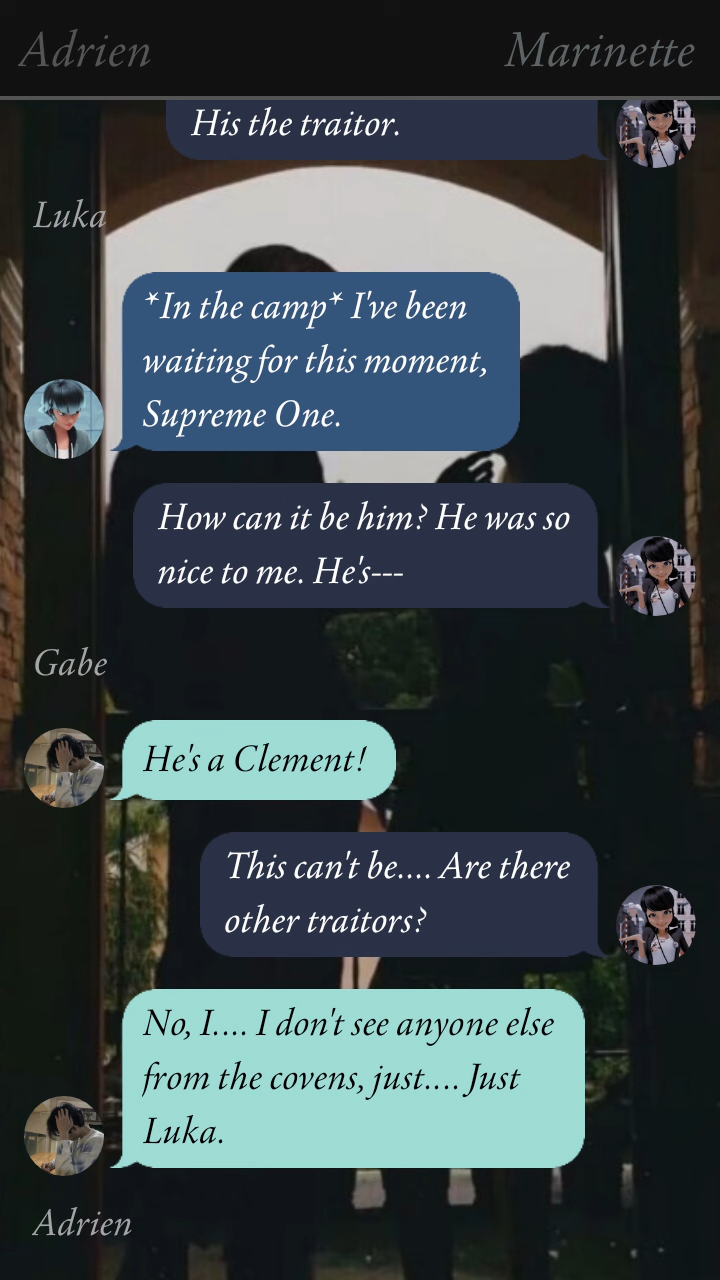 Adrien
Marinette
His the traitor.
Luka
*In the camp* I've been
waiting for this moment,
Supreme One.
How can it be him? He was so
nice to me. He's---
Gabe
He's a Clement!
This can't be.... Are there
other traitors?
No, I.... I don't see anyone else
from the covens, just.... Just
Luka.
Adrien